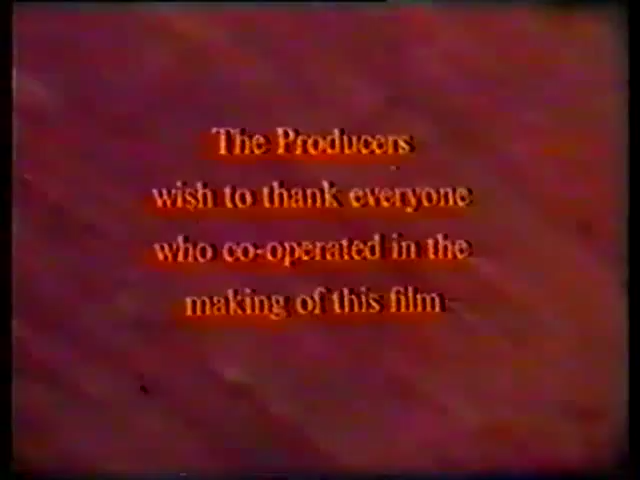 The Producers
wish to thank everyone
who co-operated in the
making of this film